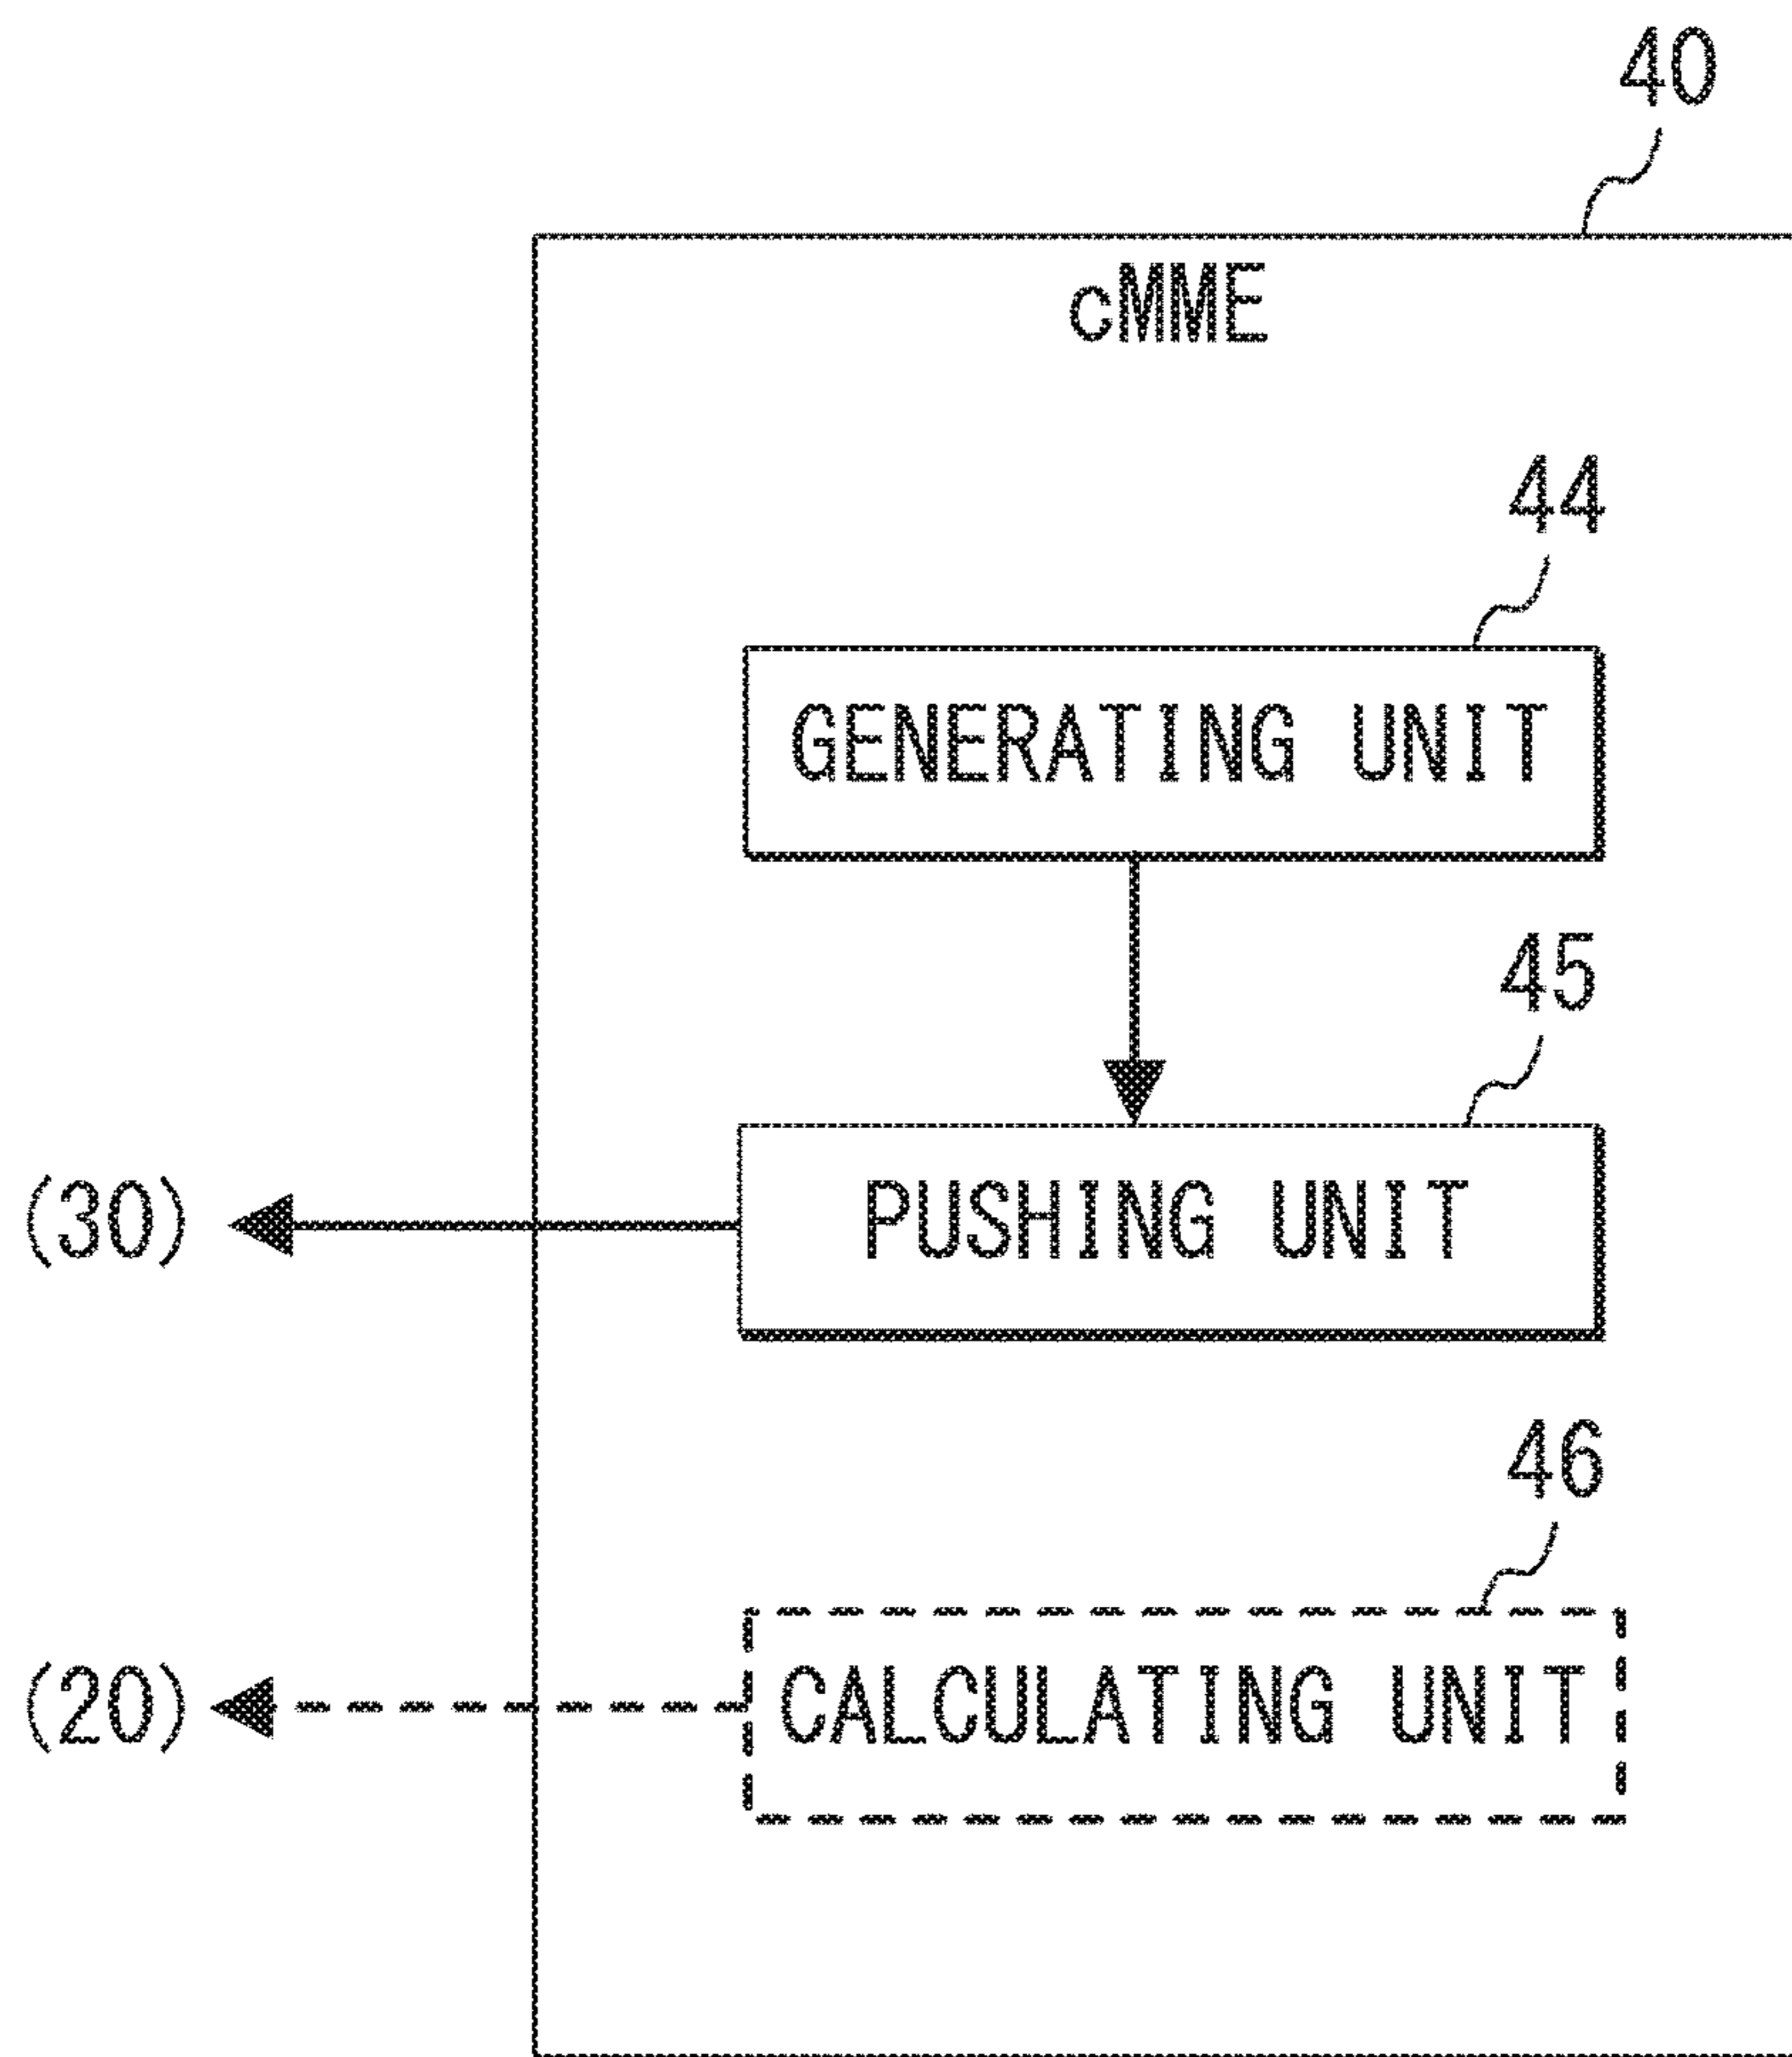 40
cMME
44
GENERATING UNIT
45
(30)
PUSHING UNIT
46
(20)
CALCULATING UNIT